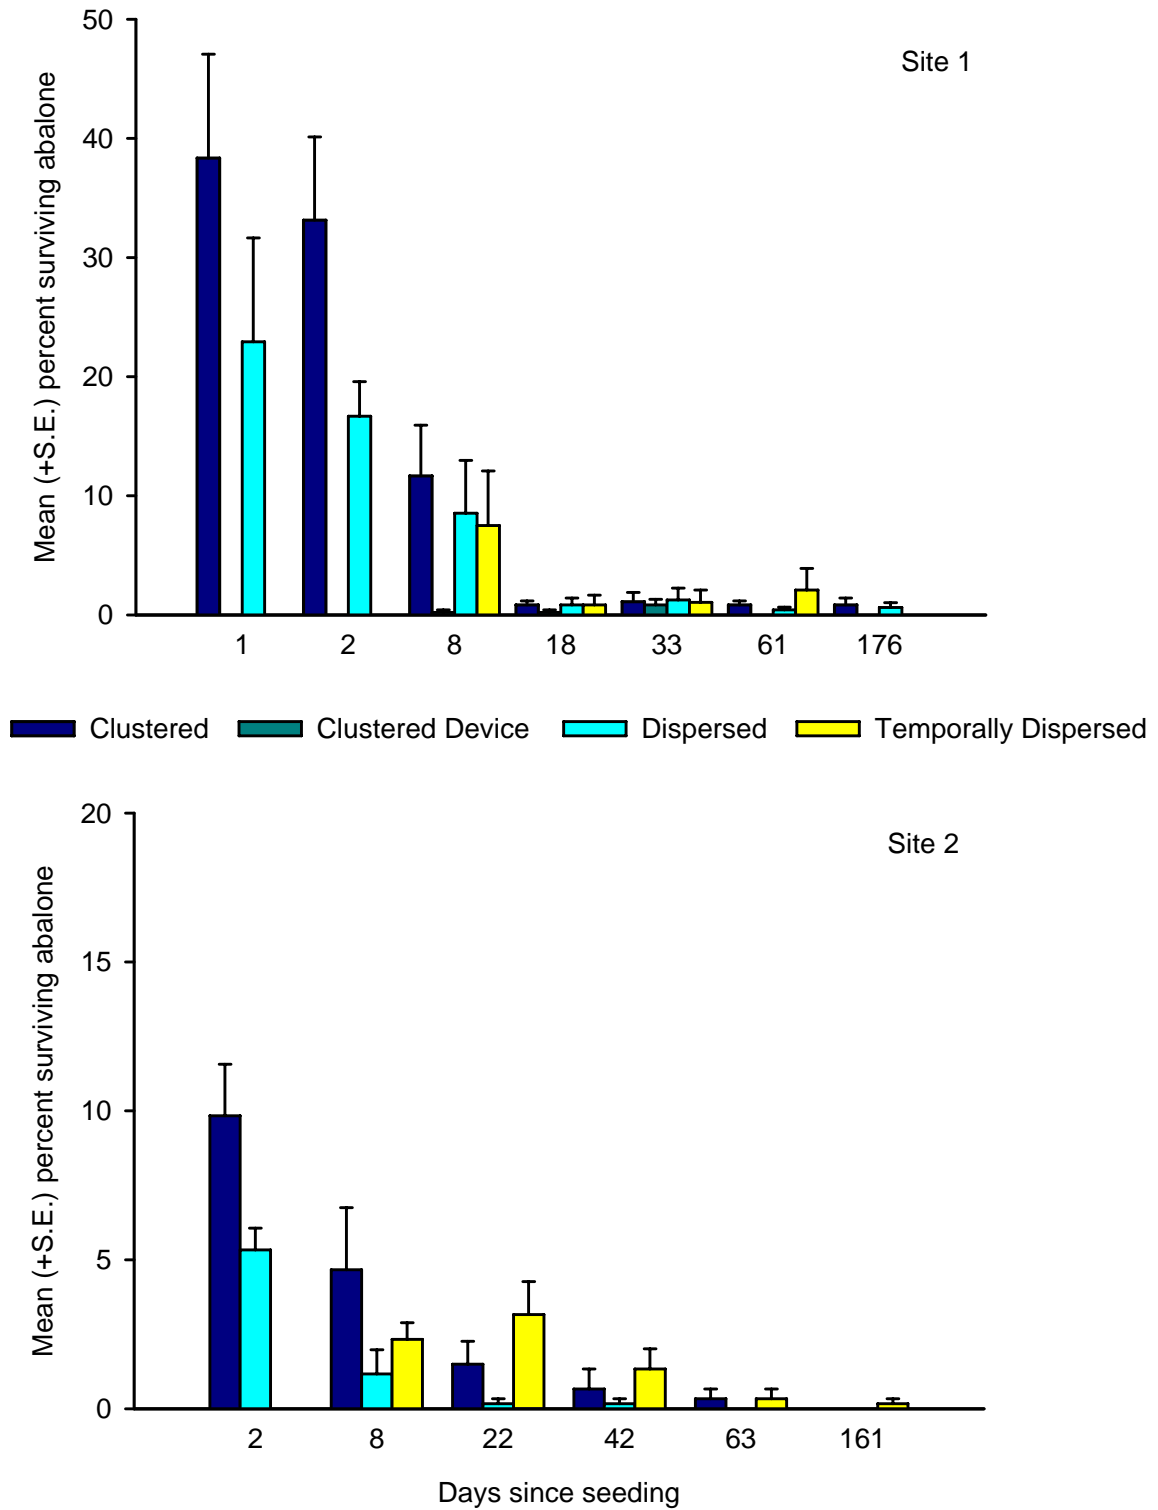 50
Site 1
40
30
20
10
0
Mean (+S.E.) percent surviving abalone
1 2 8 18 33 61 176
Clustered Clustered Device Dispersed Temporally Dispersed
20
Site 2
15
10
5
0
Mean (+S.E.) percent surviving abalone
2 8 22 42 63 161
Days since seeding